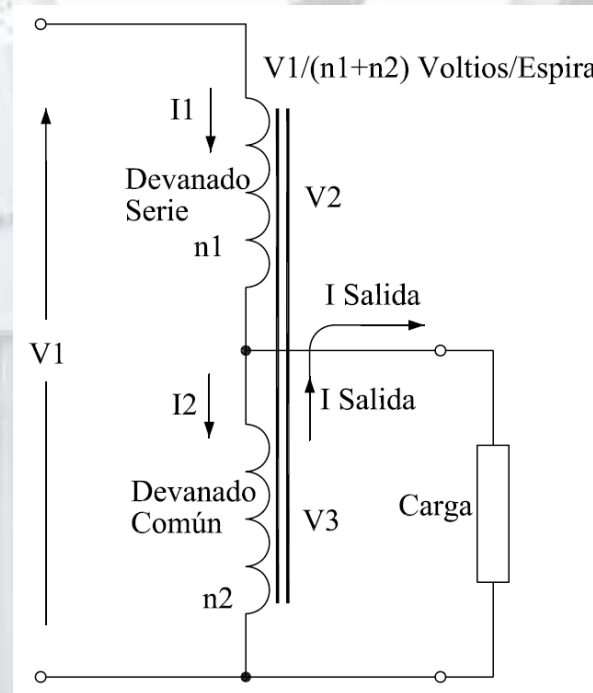 V1/(n1+n2) Voltios/Espira
I1
Devanado
Serie
n1
V2
I Salida
V1
I2
I Salida
Devanado
Común
V3
Carga
n2